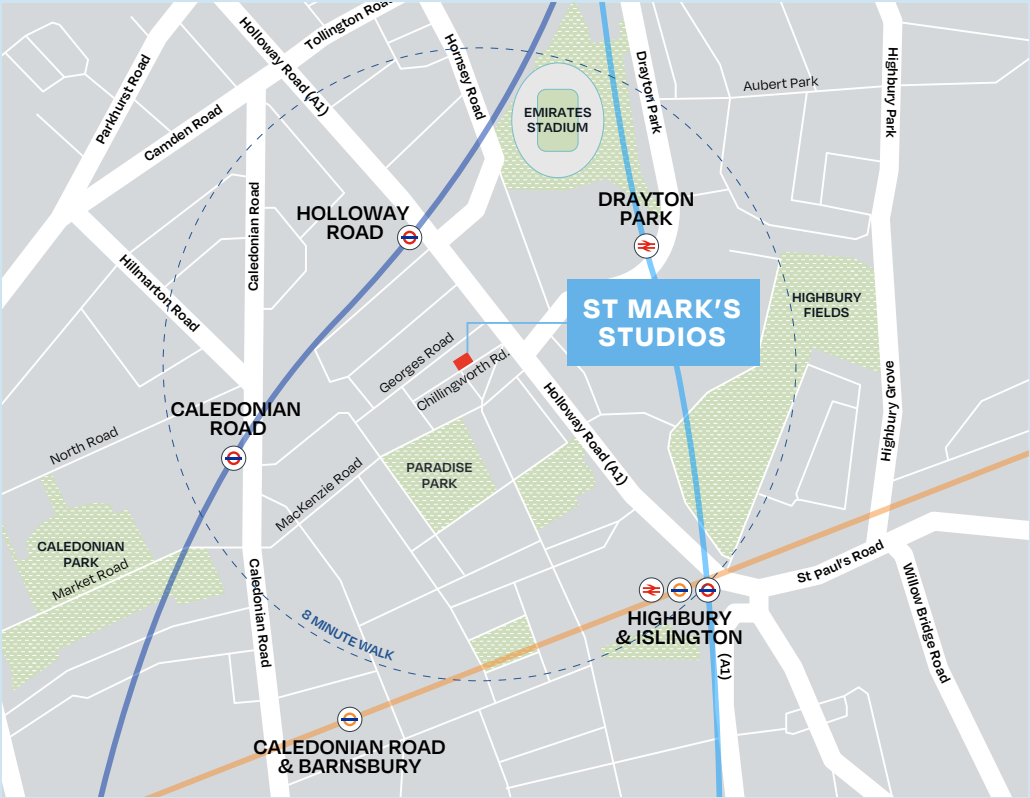 Tollington Road
Holloway Road (A1)
Hornsey Road
Parkhurst Road
Camden Road
Drayton Park
Highbury Park
Aubert Park
EMIRATES
STADIUM
Caledonian Road
DRAYTON
PARK
HOLLOWAY
ROAD
Hillmarton Road
HIGHBURY
FIELDS
ST MARK'S
STUDIOS
Georges Road
Chillingworth Rd.
Holloway Road (A1)
Highbury Grove
CALEDONIAN
ROAD
North Road
PARADISE
PARK
MacKenzie Road
CALEDONIAN
PARK
Market Road
Caledonian Road
St Paul's Road
Willow Bridge Road
8 MINUTE WALK
HIGHBURY
& ISLINGTON
(A1)
CALEDONIAN ROAD
& BARNSBURY